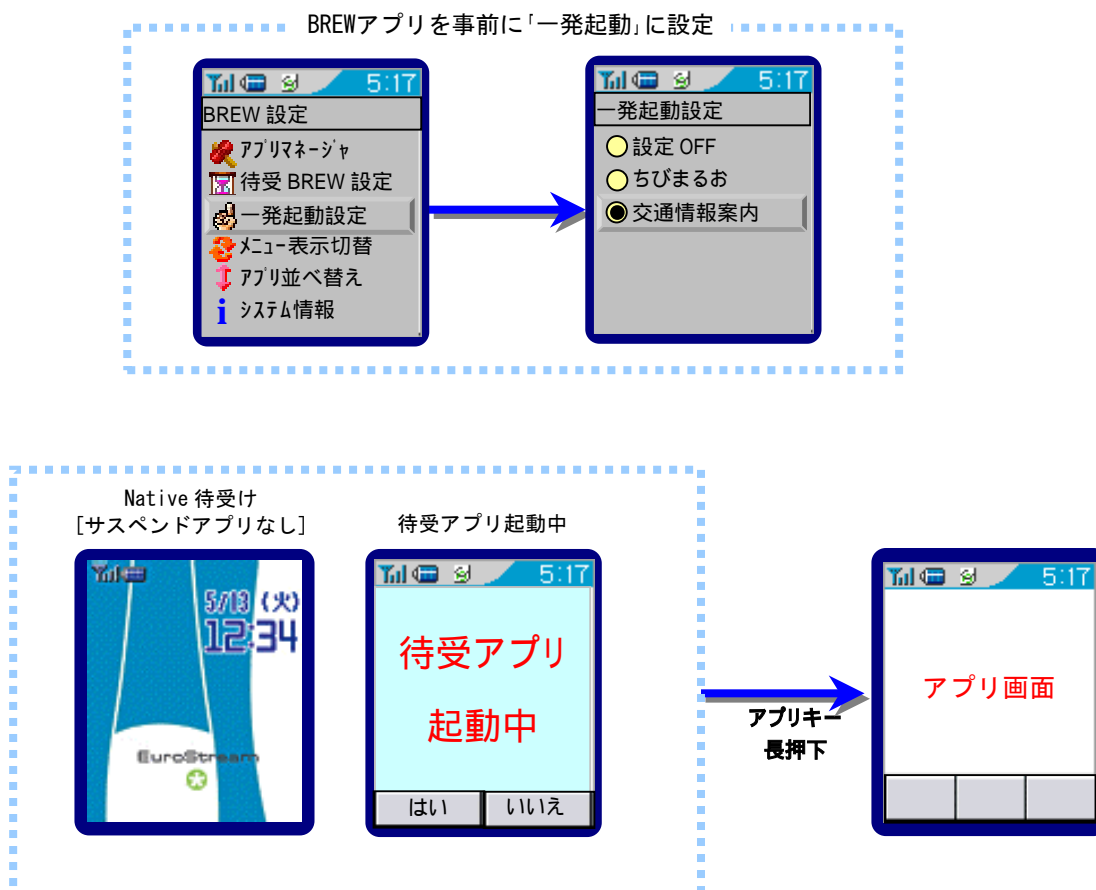 BREWアプリを事前に「一発起動」に設定
5:17
BREW 設定
ｱﾌﾟﾘﾏﾈｰｼﾞｬ
待受 BREW 設定
一発起動設定
ﾒﾆｭｰ表示切替
ｱﾌﾟﾘ並べ替え
i ｼｽﾃﾑ情報
5:17
一発起動設定
設定 OFF
ちびまるお
交通情報案内
Native 待受け
[サスペンドアプリなし]
5/13 (火)
12:34
EuroStream
待受アプリ起動中
5:17
待受アプリ
起動中
はい いいえ
アプリキー
長押下
5:17
アプリ画面